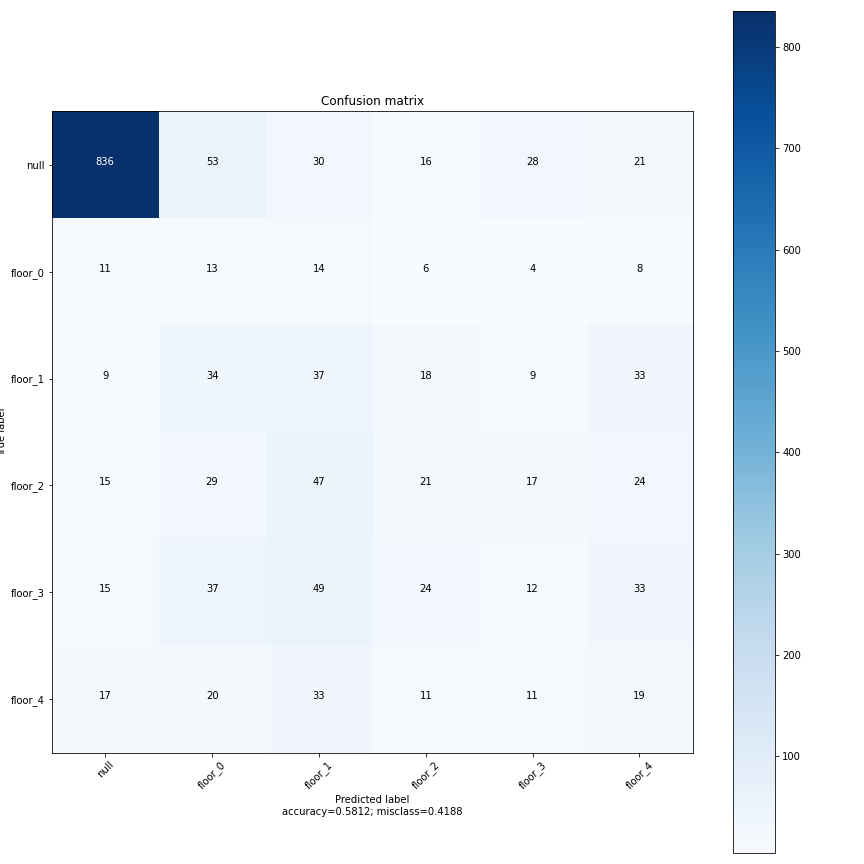 Confusion matrix
null 836 53 30 16 28 21
floor_0 11 13 14 6 4 8
floor_1 9 34 37 18 9 33
floor_2 15 29 47 21 17 24
floor_3 15 37 49 24 12 33
floor_4 17 20 33 11 11 19
null floor_0 floor_1 floor_2 floor_3 floor_4
Predicted label
accuracy=0.5812; misclass=0.4188
800
700
600
500
400
300
200
100